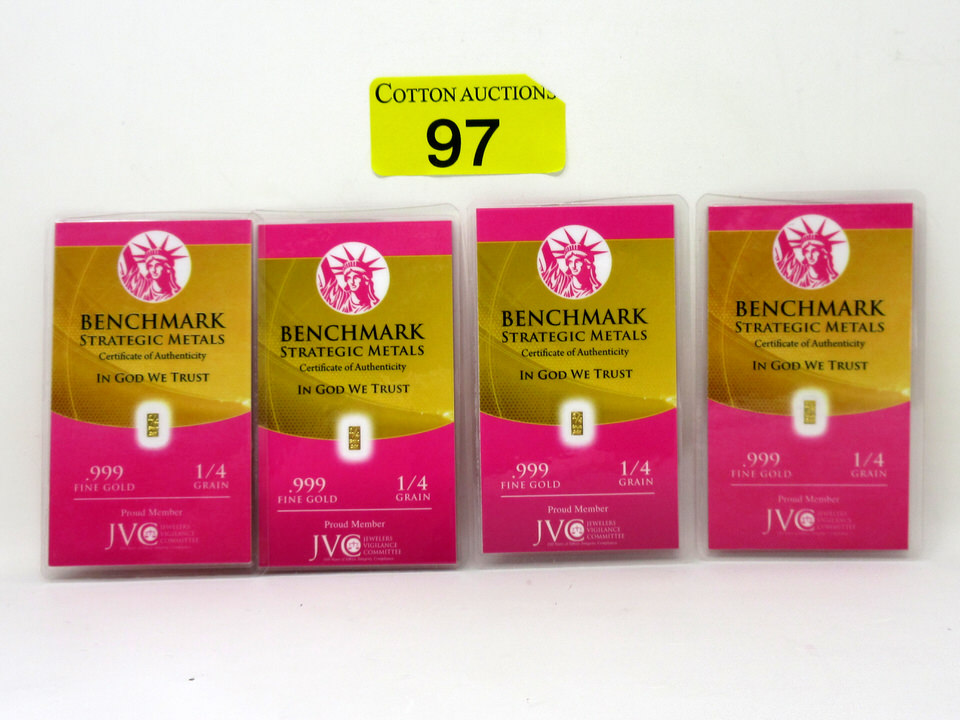 COTTON AUCTIONS
97
BENCHMARK
STRATEGIC METALS
Certificate of Authenticity
IN GOD WE TRUST
.999
FINE GOLD
1/4
GRAIN
Proud Member
JVC
JEWELERS
VIGILANCE
COMMITTEE
BENCHMARK
STRATEGIC METALS
Certificate of Authenticity
IN GOD WE TRUST
.999
FINE GOLD
1/4
GRAIN
Proud Member
JVC
JEWELERS
VIGILANCE
COMMITTEE
BENCHMARK
STRATEGIC METALS
Certificate of Authenticity
IN GOD WE TRUST
.999
FINE GOLD
1/4
GRAIN
Proud Member
JVC
JEWELERS
VIGILANCE
COMMITTEE
BENCHMARK
STRATEGIC METALS
Certificate of Authenticity
IN GOD WE TRUST
.999
FINE GOLD
1/4
GRAIN
Proud Member
JVC
JEWELERS
VIGILANCE
COMMITTEE